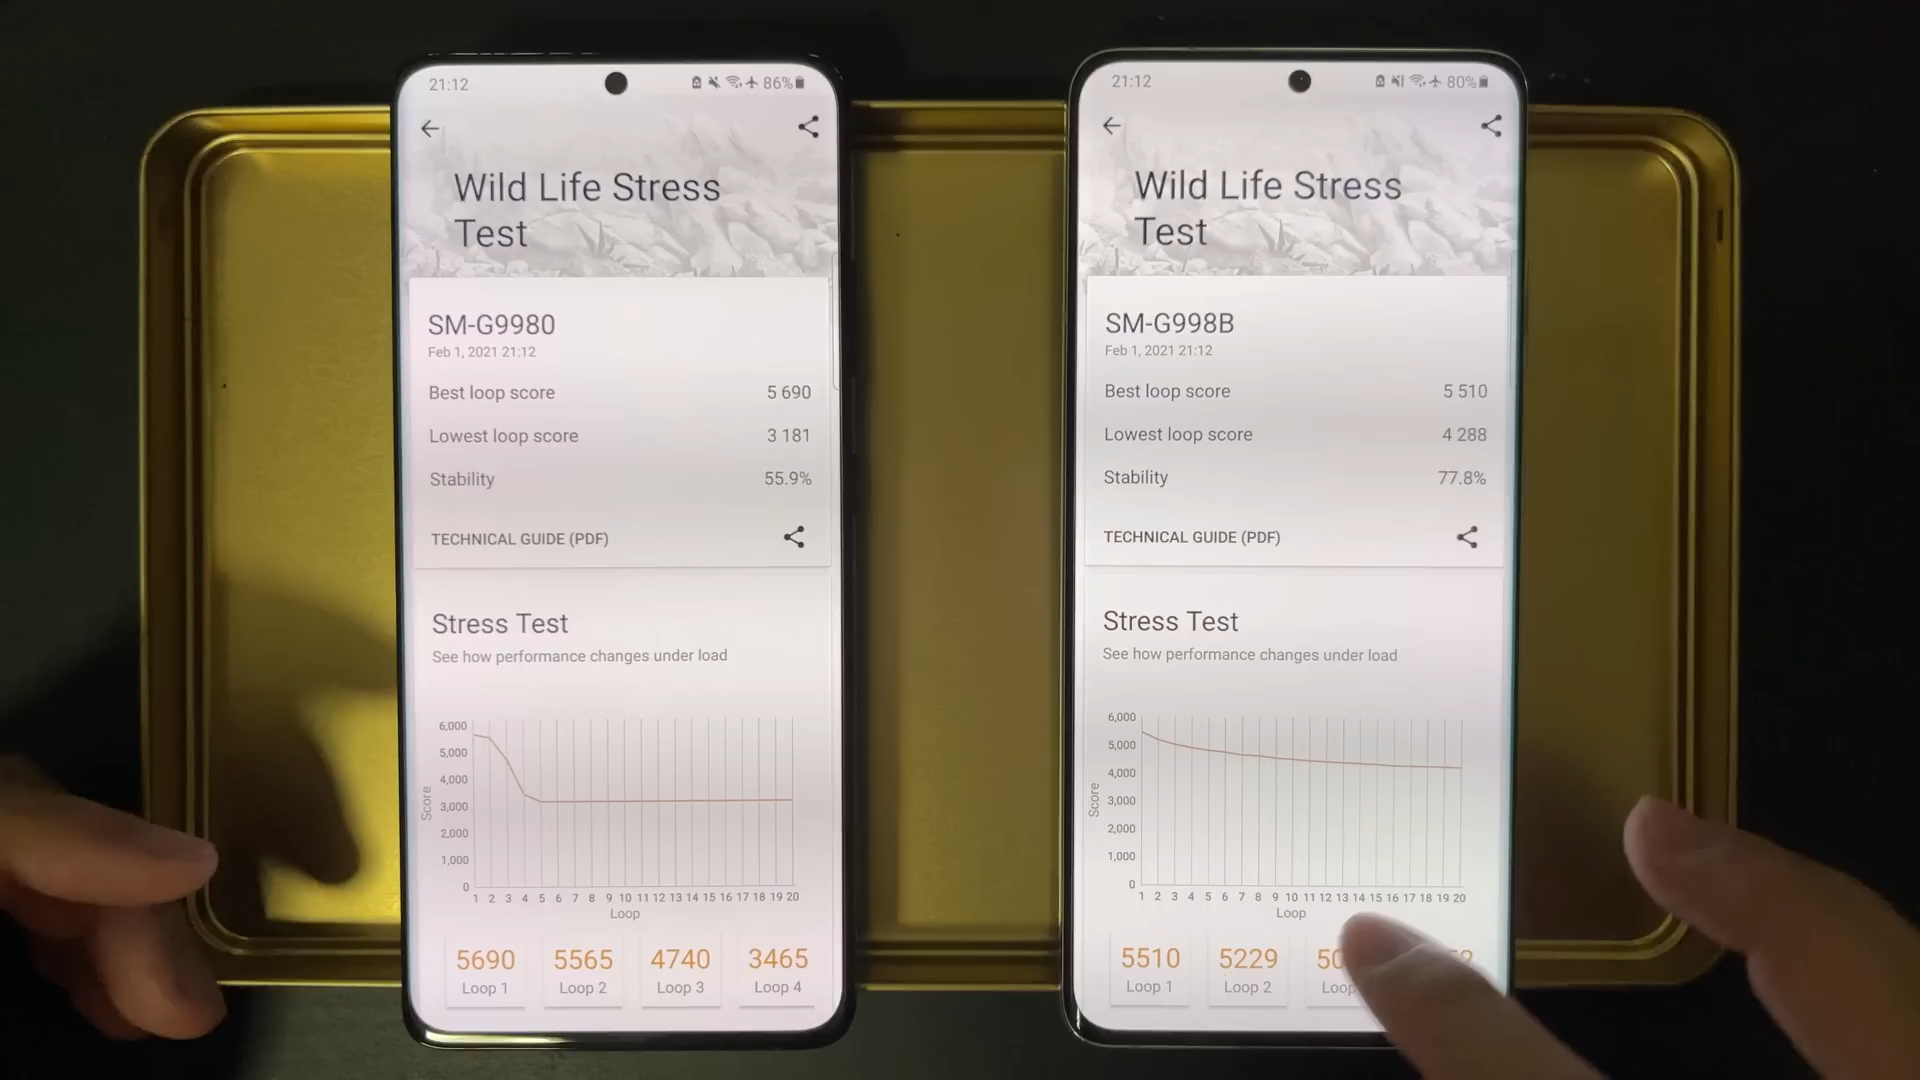 21:12
86%
Wild Life Stress
Test
SM-G9980
Feb 1, 2021 21:12
Best loop score 5 690
Lowest loop score 3 181
Stability 55.9%
TECHNICAL GUIDE (PDF)
Stress Test
See how performance changes under load
6,000
5,000
4,000
3,000
2,000
1,000
0
Score
1 2 3 4 5 6 7 8 9 10 11 12 13 14 15 16 17 18 19 20
Loop
5690 5565 4740 3465
Loop 1 Loop 2 Loop 3 Loop 4
21:12
80%
Wild Life Stress
Test
SM-G998B
Feb 1, 2021 21:12
Best loop score 5 510
Lowest loop score 4 288
Stability 77.8%
TECHNICAL GUIDE (PDF)
Stress Test
See how performance changes under load
6,000
5,000
4,000
3,000
2,000
1,000
0
Score
1 2 3 4 5 6 7 8 9 10 11 12 13 14 15 16 17 18 19 20
Loop
5510 5229
Loop 1 Loop 2 Loop